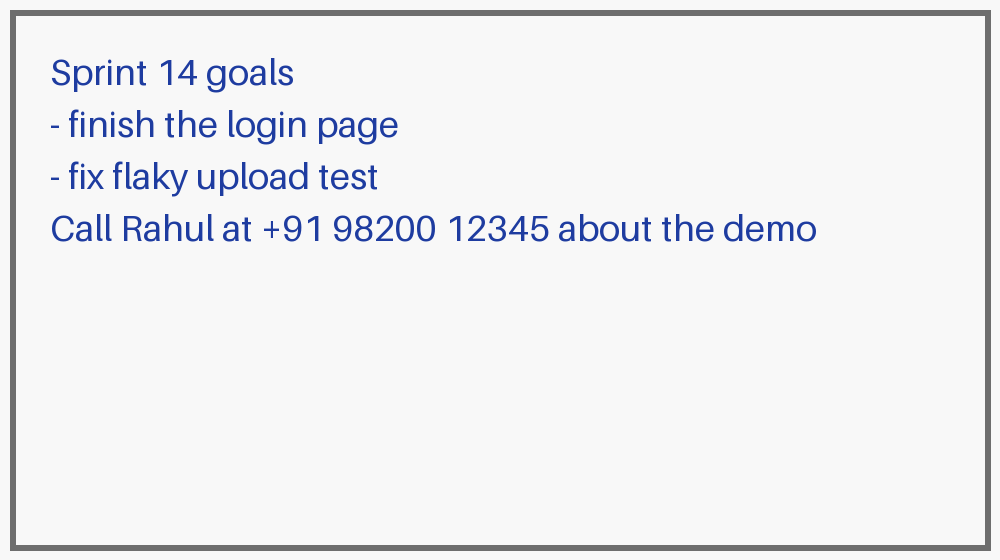 Sprint 14 goals
- finish the login page
- fix flaky upload test
Call Rahul at +91 98200 12345 about the demo